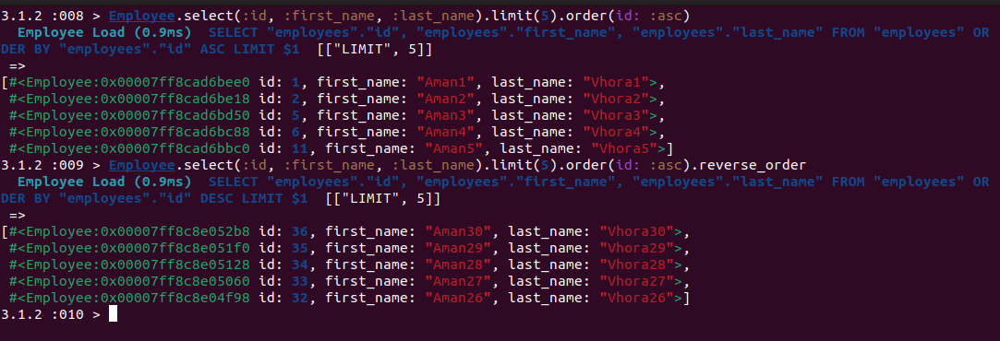 3.1.2 :008 > Employee.select(:id, :first_name, :last_name).limit(5).order(id: :asc)
  Employee Load (0.9ms)  SELECT "employees"."id", "employees"."first_name", "employees"."last_name" FROM "employees" OR
DER BY "employees"."id" ASC LIMIT $1  [["LIMIT", 5]]
 =>
[#<Employee:0x00007ff8cad6bee0 id: 1, first_name: "Aman1", last_name: "Vhora1">,
 #<Employee:0x00007ff8cad6be18 id: 2, first_name: "Aman2", last_name: "Vhora2">,
 #<Employee:0x00007ff8cad6bd50 id: 5, first_name: "Aman3", last_name: "Vhora3">,
 #<Employee:0x00007ff8cad6bc88 id: 6, first_name: "Aman4", last_name: "Vhora4">,
 #<Employee:0x00007ff8cad6bbc0 id: 11, first_name: "Aman5", last_name: "Vhora5">]
3.1.2 :009 > Employee.select(:id, :first_name, :last_name).limit(5).order(id: :asc).reverse_order
  Employee Load (0.9ms)  SELECT "employees"."id", "employees"."first_name", "employees"."last_name" FROM "employees" OR
DER BY "employees"."id" DESC LIMIT $1  [["LIMIT", 5]]
 =>
[#<Employee:0x00007ff8c8e052b8 id: 36, first_name: "Aman30", last_name: "Vhora30">,
 #<Employee:0x00007ff8c8e051f0 id: 35, first_name: "Aman29", last_name: "Vhora29">,
 #<Employee:0x00007ff8c8e05128 id: 34, first_name: "Aman28", last_name: "Vhora28">,
 #<Employee:0x00007ff8c8e05060 id: 33, first_name: "Aman27", last_name: "Vhora27">,
 #<Employee:0x00007ff8c8e04f98 id: 32, first_name: "Aman26", last_name: "Vhora26">]
3.1.2 :010 >